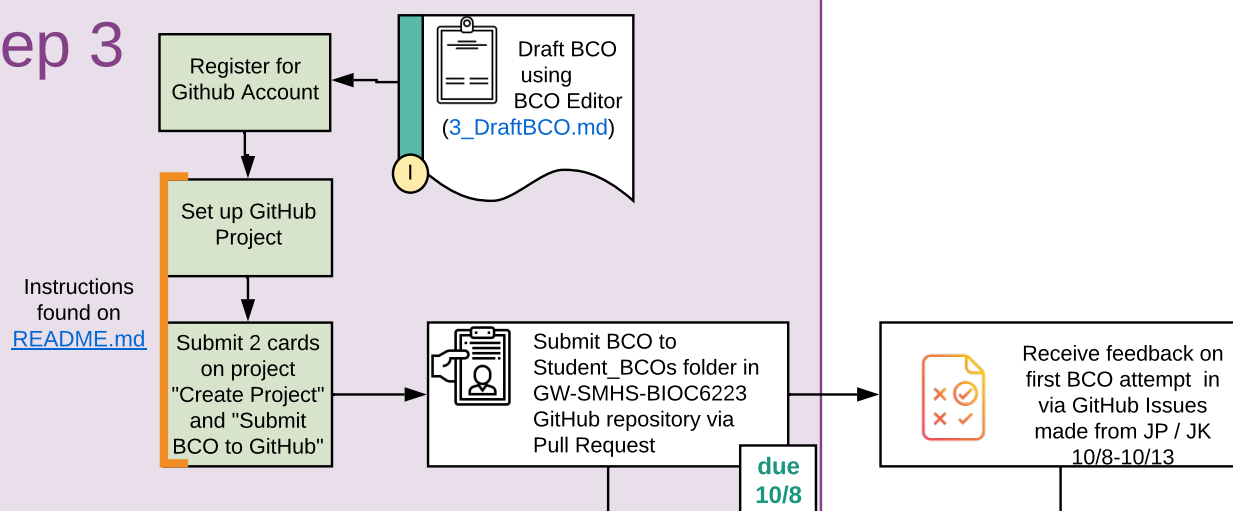 ep 3
Register for
Github Account
Draft BCO
using
BCO Editor
(3_DraftBCO.md)
I
Set up GitHub
Project
Instructions
found on
README.md
Submit 2 cards
on project
"Create Project"
and "Submit
BCO to GitHub"
Submit BCO to
Student_BCOs folder in
GW-SMHS-BIOC6223
GitHub repository via
Pull Request
due
10/8
Receive feedback on
first BCO attempt  in
via GitHub Issues
made from JP / JK
10/8-10/13